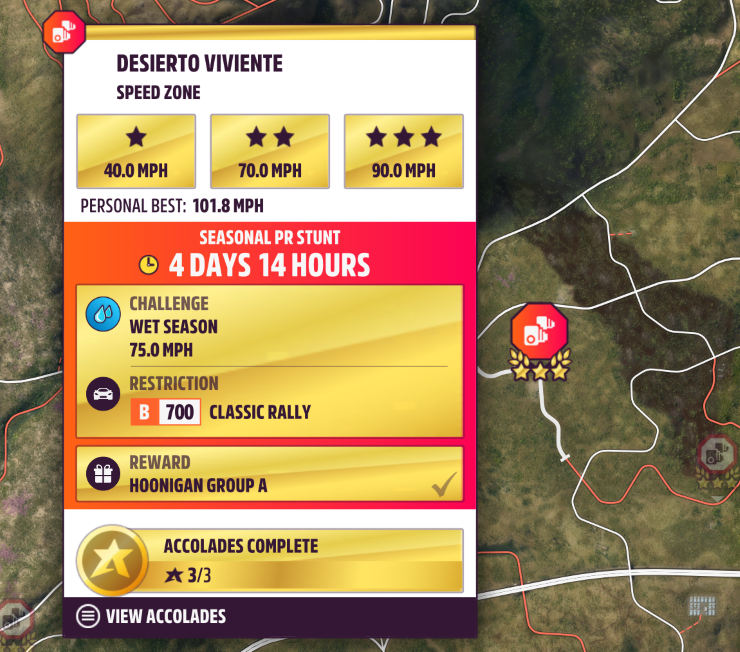 DESIERTO VIVIENTE
SPEED ZONE
40.0 MPH
70.0 MPH
90.0 MPH
PERSONAL BEST: 101.8 MPH
SEASONAL PR STUNT
4 DAYS 14 HOURS
CHALLENGE
WET SEASON
75.0 MPH
RESTRICTION
B 700 CLASSIC RALLY
REWARD
HOONIGAN GROUP A
ACCOLADES COMPLETE
3/3
VIEW ACCOLADES